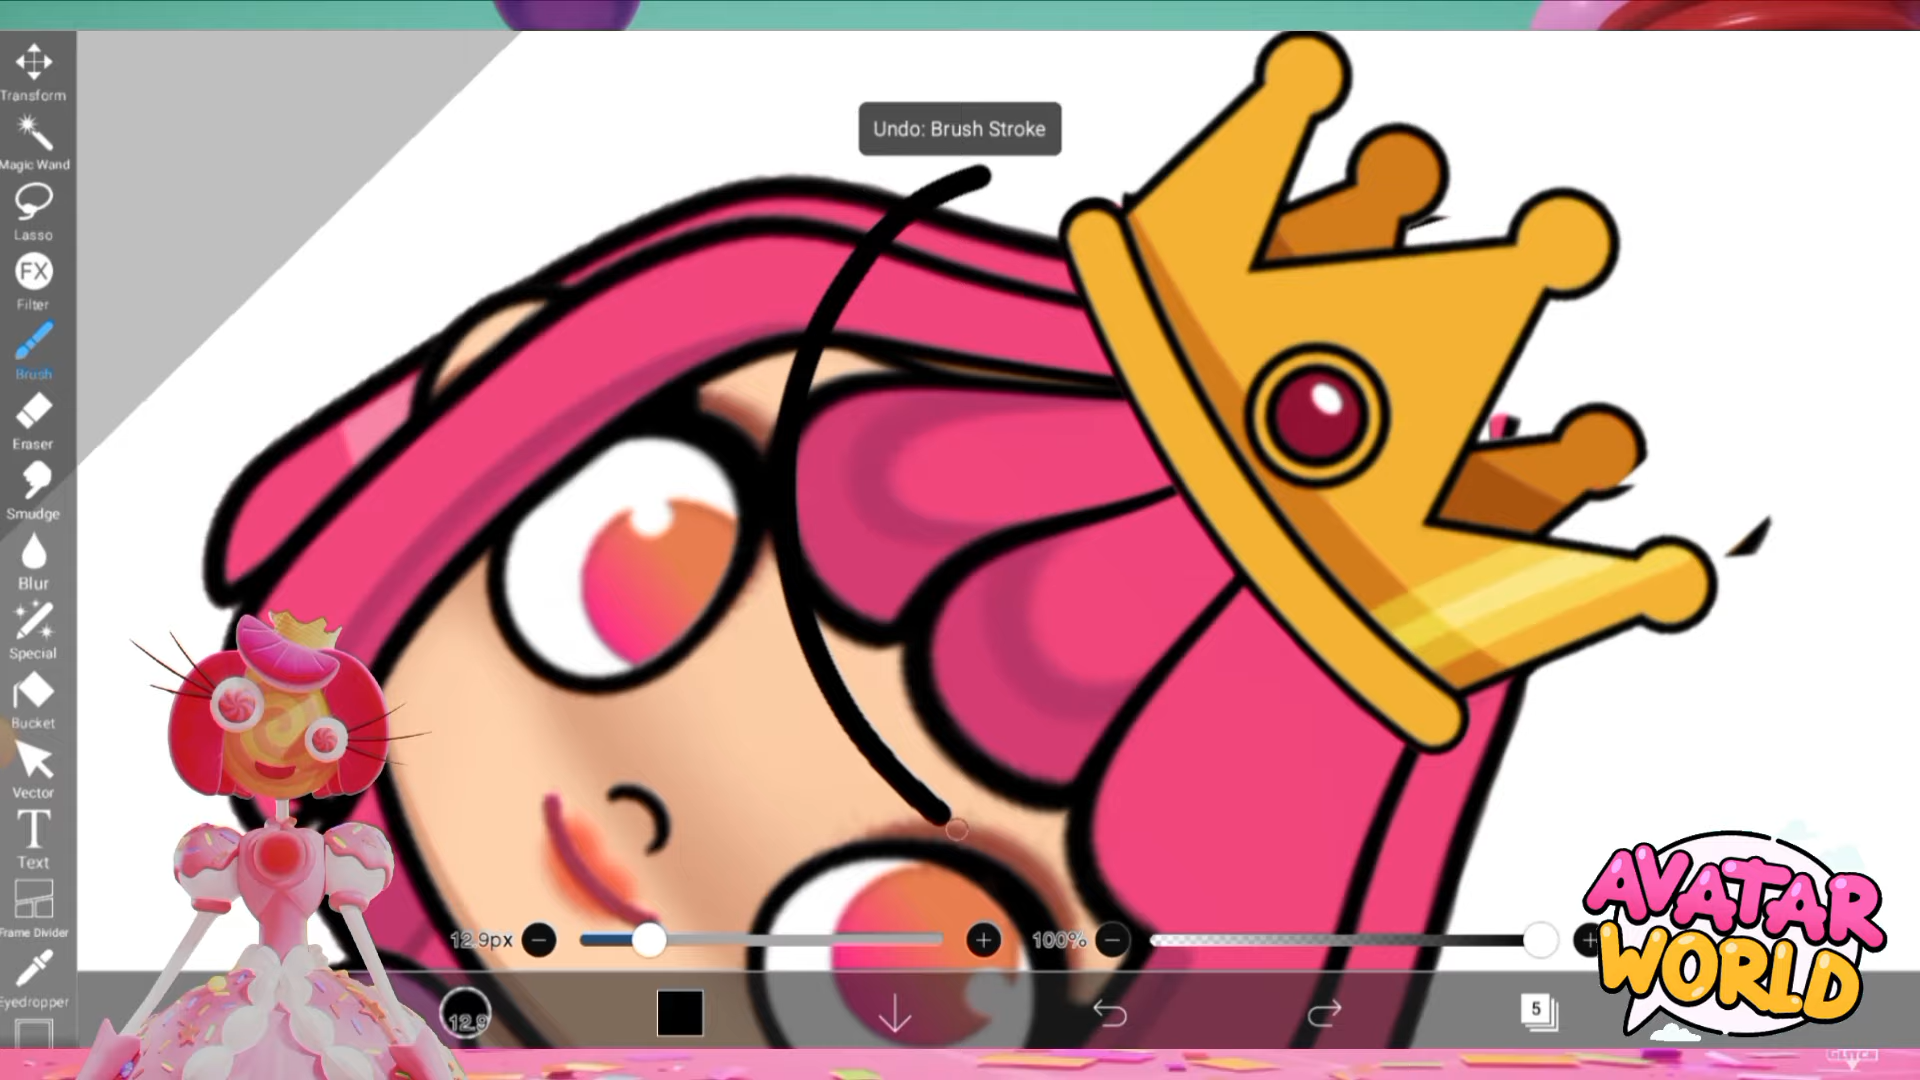 Undo: Brush Stroke
Transform
Magic Wand
Lasso
FX
Filter
Brush
Eraser
Smudge
Blur
Special
Bucket
Vector
T
Text
Frame Divider
Eyedropper
12.9px
100%
12.9
5
AVATAR
WORLD